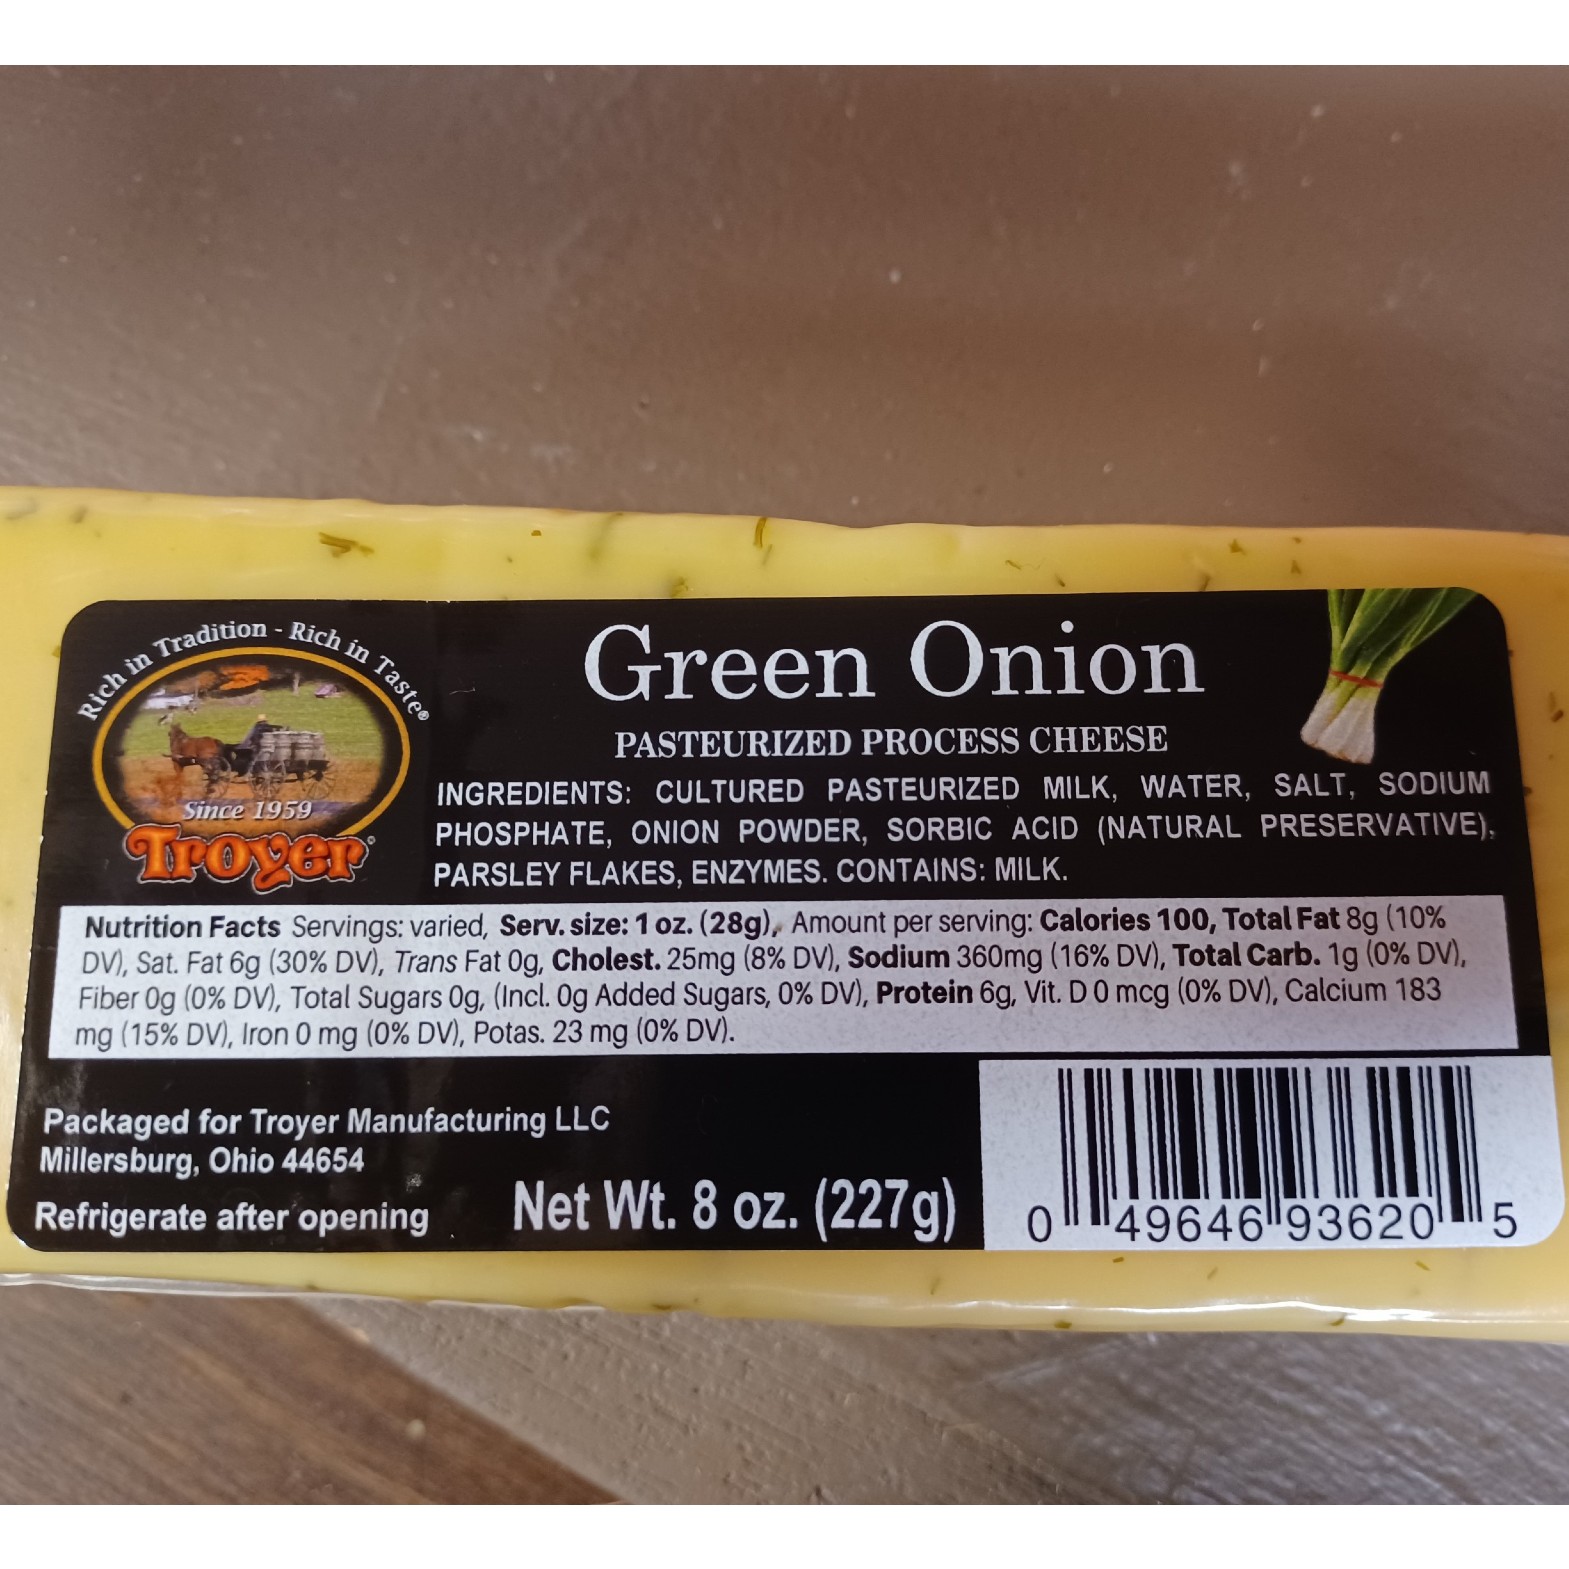 Rich in Tradition - Rich in Taste®
Since 1959
Troyer®
Green Onion
PASTEURIZED PROCESS CHEESE
INGREDIENTS: CULTURED PASTEURIZED MILK, WATER, SALT, SODIUM
PHOSPHATE, ONION POWDER, SORBIC ACID (NATURAL PRESERVATIVE),
PARSLEY FLAKES, ENZYMES. CONTAINS: MILK.
Nutrition Facts Servings: varied, Serv. size: 1 oz. (28g), Amount per serving: Calories 100, Total Fat 8g (10%
DV), Sat. Fat 6g (30% DV), Trans Fat 0g, Cholest. 25mg (8% DV), Sodium 360mg (16% DV), Total Carb. 1g (0% DV),
Fiber 0g (0% DV), Total Sugars 0g, (Incl. 0g Added Sugars, 0% DV), Protein 6g, Vit. D 0 mcg (0% DV), Calcium 183
mg (15% DV), Iron 0 mg (0% DV), Potas. 23 mg (0% DV).
Packaged for Troyer Manufacturing LLC
Millersburg, Ohio 44654
Refrigerate after opening
Net Wt. 8 oz. (227g)
0 49646 93620 5